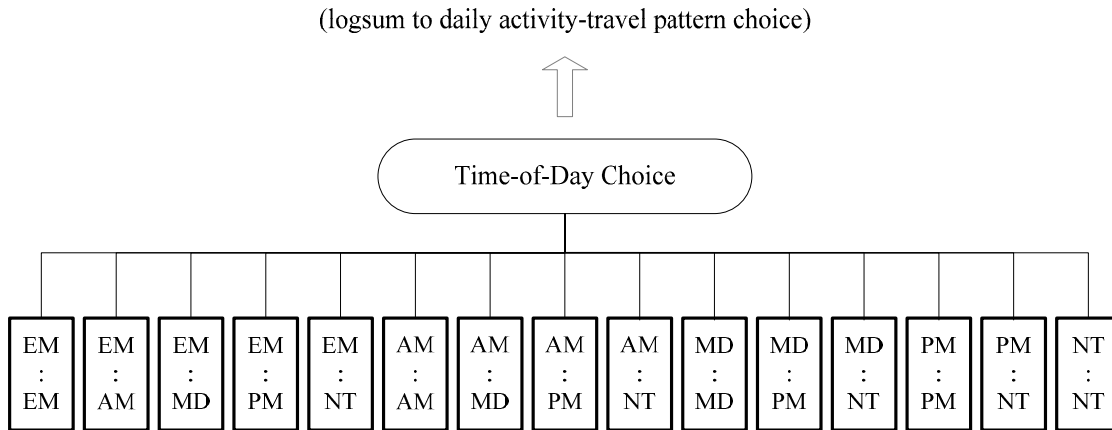 (logsum to daily activity-travel pattern choice)
Time-of-Day Choice
EM EM EM EM EM AM AM AM AM MD MD MD PM PM NT
: : : : : : : : : : : : : : :
EM AM MD PM NT AM MD PM NT MD PM NT PM NT NT